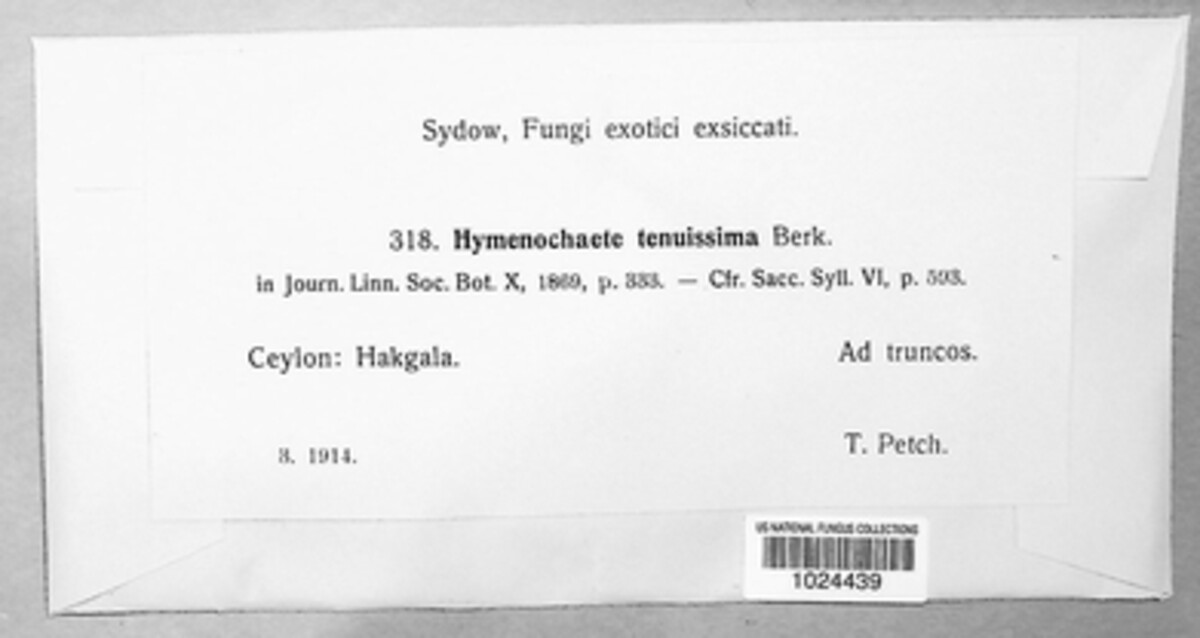 Sydow, Fungi exotici exsiccati.
318. Hymenochaete tenuissima Berk.
in Journ. Linn. Soc. Bot. X, 1869, p. 333. — Cfr. Sacc. Syll. VI, p. 593.
Ceylon: Hakgala. Ad truncos.
3. 1914. T. Petch.
US NATIONAL FUNGUS COLLECTIONS
1024439